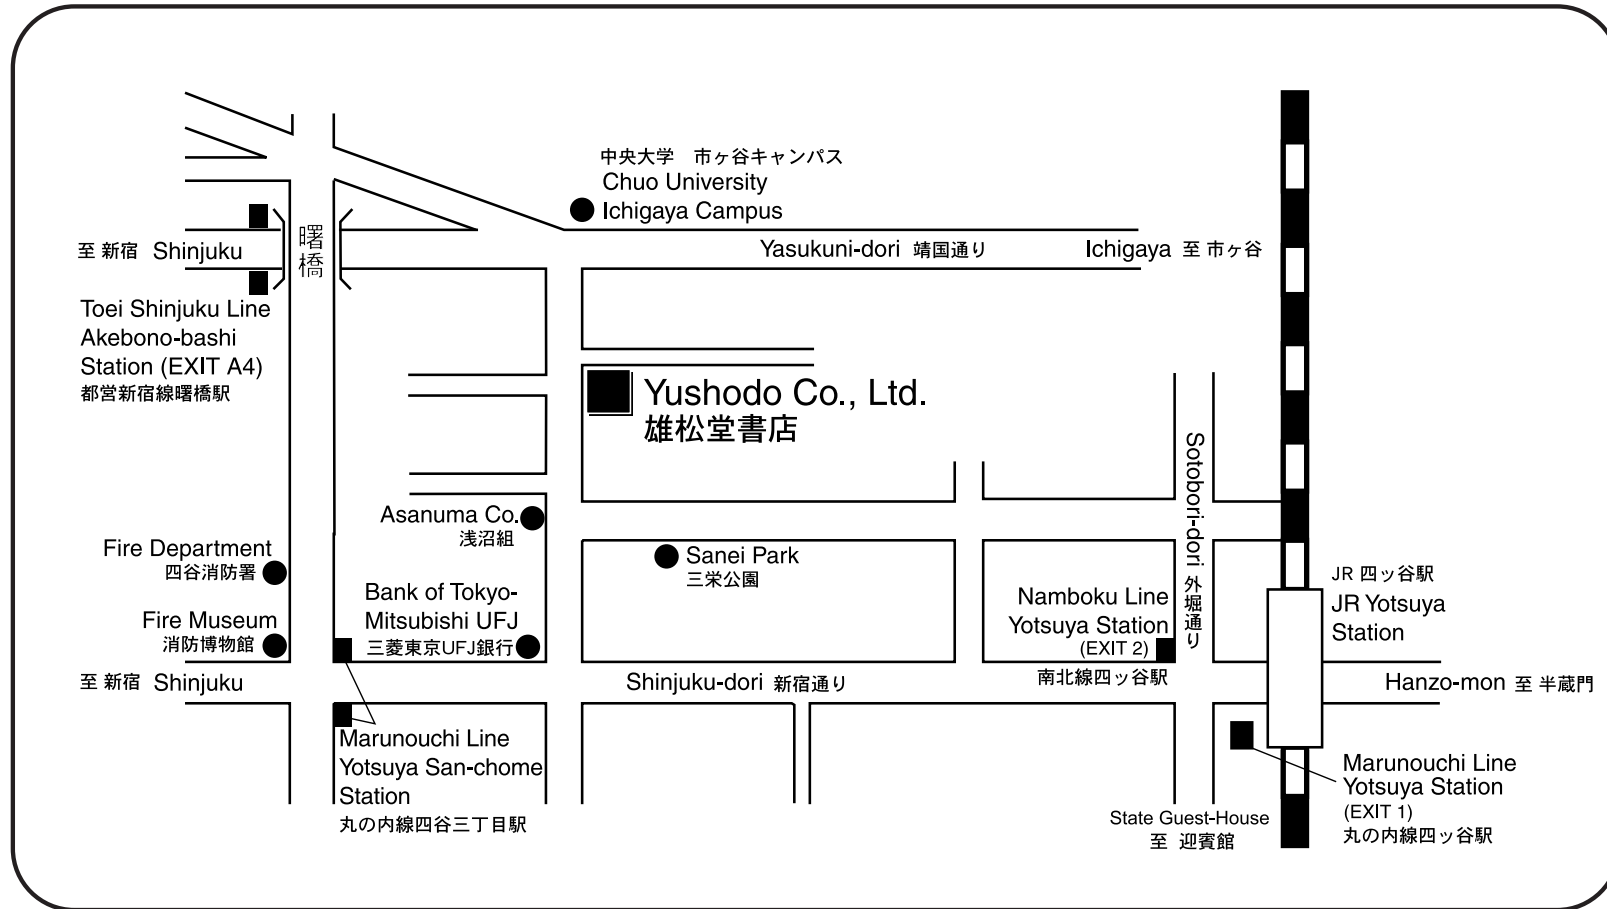 中央大学　市ヶ谷キャンパス
Chuo University
Ichigaya Campus
曙橋
至 新宿 Shinjuku
Yasukuni-dori 靖国通り
Ichigaya 至 市ヶ谷
Toei Shinjuku Line
Akebono-bashi
Station (EXIT A4)
都営新宿線曙橋駅
Yushodo Co., Ltd.
雄松堂書店
Sotobori-dori 外堀通り
Asanuma Co.
浅沼組
Fire Department
四谷消防署
Sanei Park
三栄公園
Fire Museum
消防博物館
Bank of Tokyo-
Mitsubishi UFJ
三菱東京UFJ銀行
Namboku Line
Yotsuya Station
(EXIT 2)
南北線四ッ谷駅
JR 四ッ谷駅
JR Yotsuya
Station
至 新宿 Shinjuku
Shinjuku-dori 新宿通り
Hanzo-mon 至 半蔵門
Marunouchi Line
Yotsuya San-chome
Station
丸の内線四谷三丁目駅
State Guest-House
至 迎賓館
Marunouchi Line
Yotsuya Station
(EXIT 1)
丸の内線四ッ谷駅